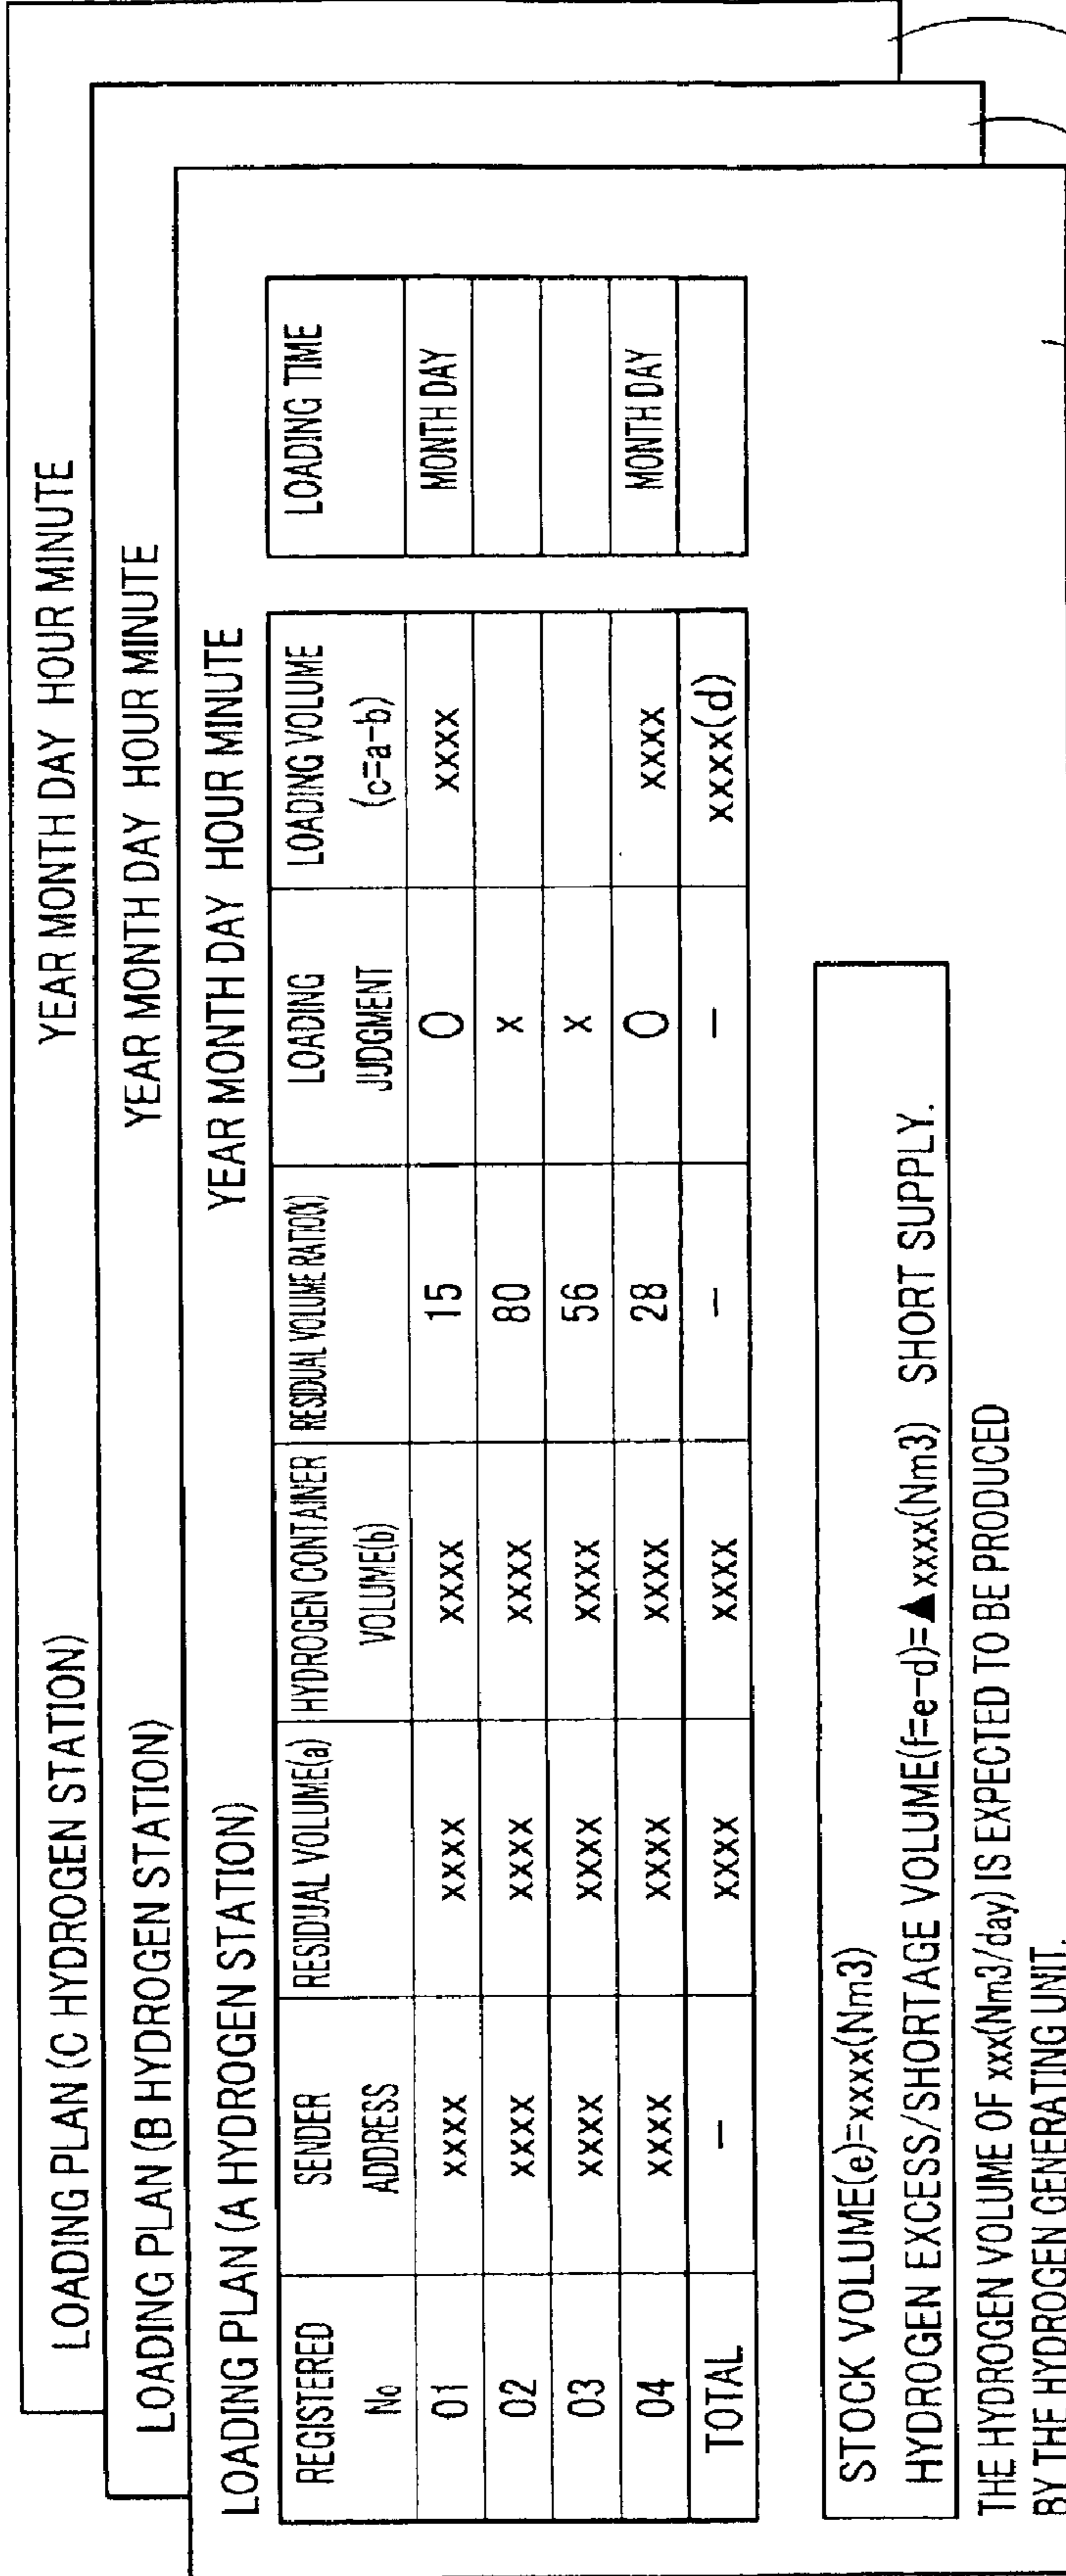 LOADING PLAN (C HYDROGEN STATION) YEAR MONTH DAY HOUR MINUTE
LOADING PLAN (B HYDROGEN STATION) YEAR MONTH DAY HOUR MINUTE
LOADING PLAN (A HYDROGEN STATION) YEAR MONTH DAY HOUR MINUTE
REGISTERED No SENDER ADDRESS RESIDUAL VOLUME(a) HYDROGEN CONTAINER VOLUME(b) RESIDUAL VOLUME RATIO(%) LOADING JUDGMENT LOADING VOLUME (c=a-b) LOADING TIME
01 xxxx xxxx xxxx 15 O xxxx MONTH DAY
02 xxxx xxxx xxxx 80 x
03 xxxx xxxx xxxx 56 x
04 xxxx xxxx xxxx 28 O xxxx MONTH DAY
TOTAL - xxxx xxxx - - xxxx(d)
STOCK VOLUME(e)=xxxx(Nm3)
HYDROGEN EXCESS/SHORTAGE VOLUME(f=e-d)=▲xxxx(Nm3) SHORT SUPPLY.
THE HYDROGEN VOLUME OF xxx(Nm3/day) IS EXPECTED TO BE PRODUCED
BY THE HYDROGEN GENERATING UNIT.